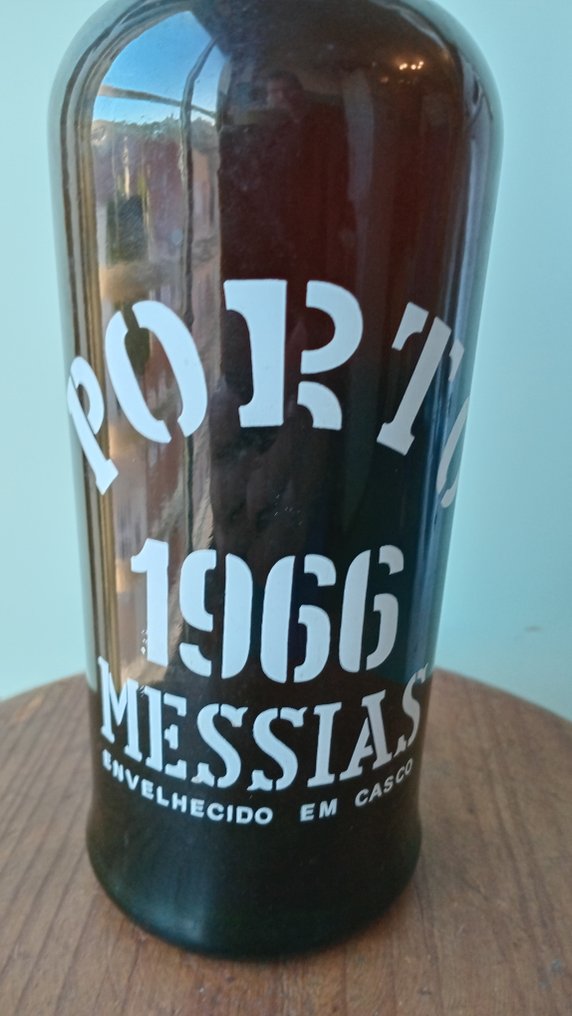 PORTO
1966
MESSIAS
ENVELHECIDO EM CASCO